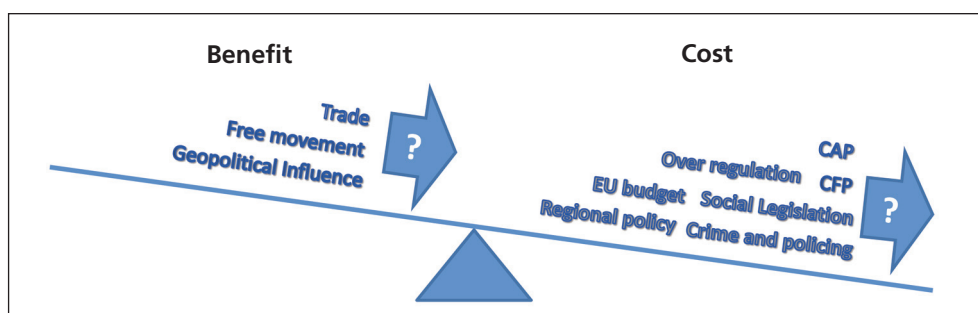 Benefit
Cost
Trade
Free movement
Geopolitical Influence
?
CAP
Over regulation CFP
EU budget Social Legislation
Regional policy Crime and policing
?